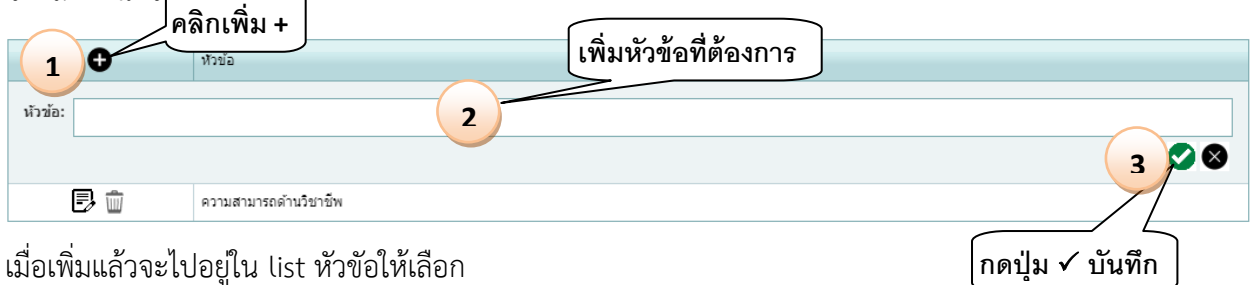 คลิกเพิ่ม +
เพิ่มหัวข้อที่ต้องการ
1
หัวข้อ
หัวข้อ:
2
3
ความสามารถด้านวิชาชีพ
กดปุ่ม ✓ บันทึก
เมื่อเพิ่มแล้วจะไปอยู่ใน list หัวข้อให้เลือก